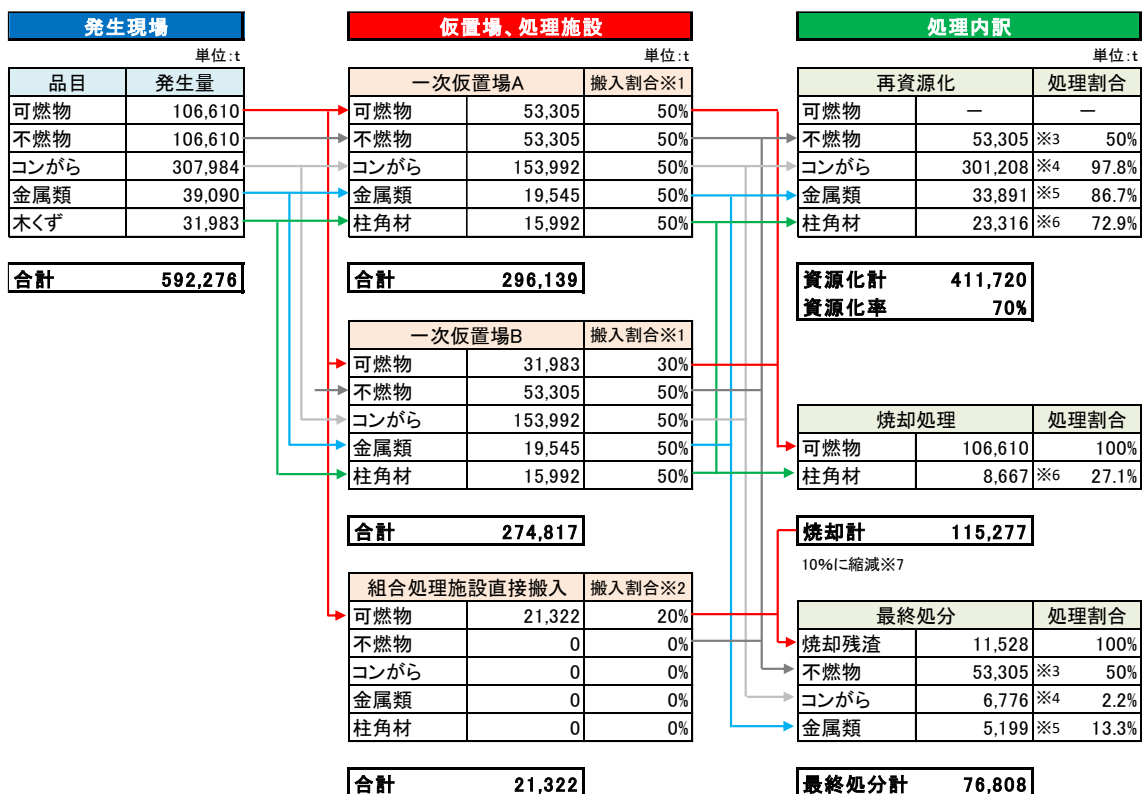 発生現場
単位:t
品目 発生量
可燃物 106,610
不燃物 106,610
コンがら 307,984
金属類 39,090
木くず 31,983
合計 592,276
仮置場、処理施設
単位:t
一次仮置場A 搬入割合※1
可燃物 53,305 50%
不燃物 53,305 50%
コンがら 153,992 50%
金属類 19,545 50%
柱角材 15,992 50%
合計 296,139
一次仮置場B 搬入割合※1
可燃物 31,983 30%
不燃物 53,305 50%
コンがら 153,992 50%
金属類 19,545 50%
柱角材 15,992 50%
合計 274,817
組合処理施設直接搬入 搬入割合※2
可燃物 21,322 20%
不燃物 0 0%
コンがら 0 0%
金属類 0 0%
柱角材 0 0%
合計 21,322
処理内訳
単位:t
再資源化 処理割合
可燃物 － －
不燃物 53,305 ※3 50%
コンがら 301,208 ※4 97.8%
金属類 33,891 ※5 86.7%
柱角材 23,316 ※6 72.9%
資源化計 411,720
資源化率 70%
焼却処理 処理割合
可燃物 106,610 100%
柱角材 8,667 ※6 27.1%
焼却計 115,277
10%に縮減※7
最終処分 処理割合
焼却残渣 11,528 100%
不燃物 53,305 ※3 50%
コンがら 6,776 ※4 2.2%
金属類 5,199 ※5 13.3%
最終処分計 76,808